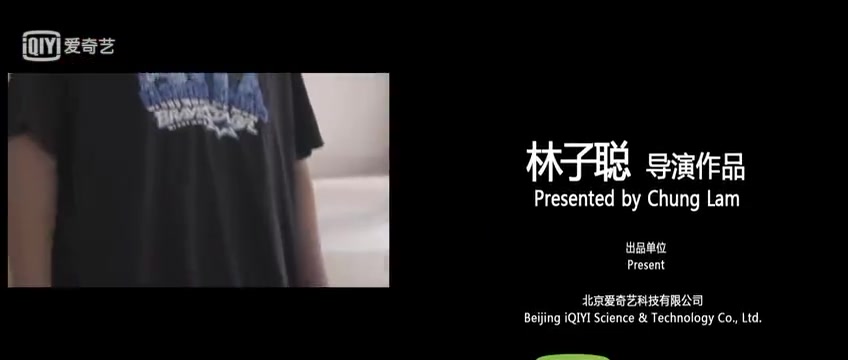 iQIYI 爱奇艺
林子聪 导演作品
Presented by Chung Lam
出品单位
Present
北京爱奇艺科技有限公司
Beijing iQIYI Science & Technology Co., Ltd.